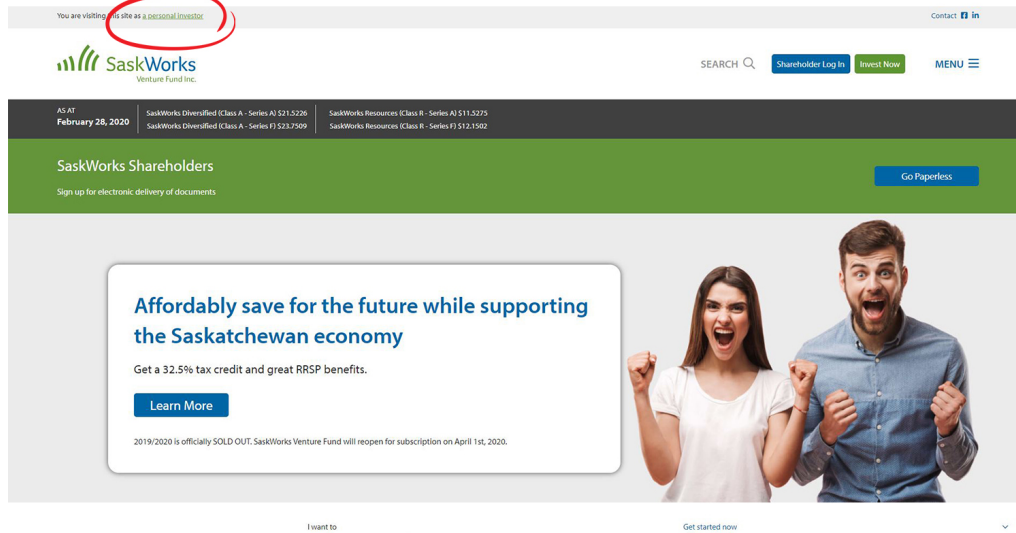 You are visiting this site as a personal investor
Contact
SaskWorks
Venture Fund Inc.
SEARCH
Shareholder Log In
Invest Now
MENU
AS AT
February 28, 2020
SaskWorks Diversified (Class A - Series A) $21.5226
SaskWorks Diversified (Class A - Series F) $23.7509
SaskWorks Resources (Class R - Series A) $11.5275
SaskWorks Resources (Class R - Series F) $12.1502
SaskWorks Shareholders
Sign up for electronic delivery of documents
Go Paperless
Affordably save for the future while supporting
the Saskatchewan economy
Get a 32.5% tax credit and great RRSP benefits.
Learn More
2019/2020 is officially SOLD OUT. SaskWorks Venture Fund will reopen for subscription on April 1st, 2020.
I want to
Get started now